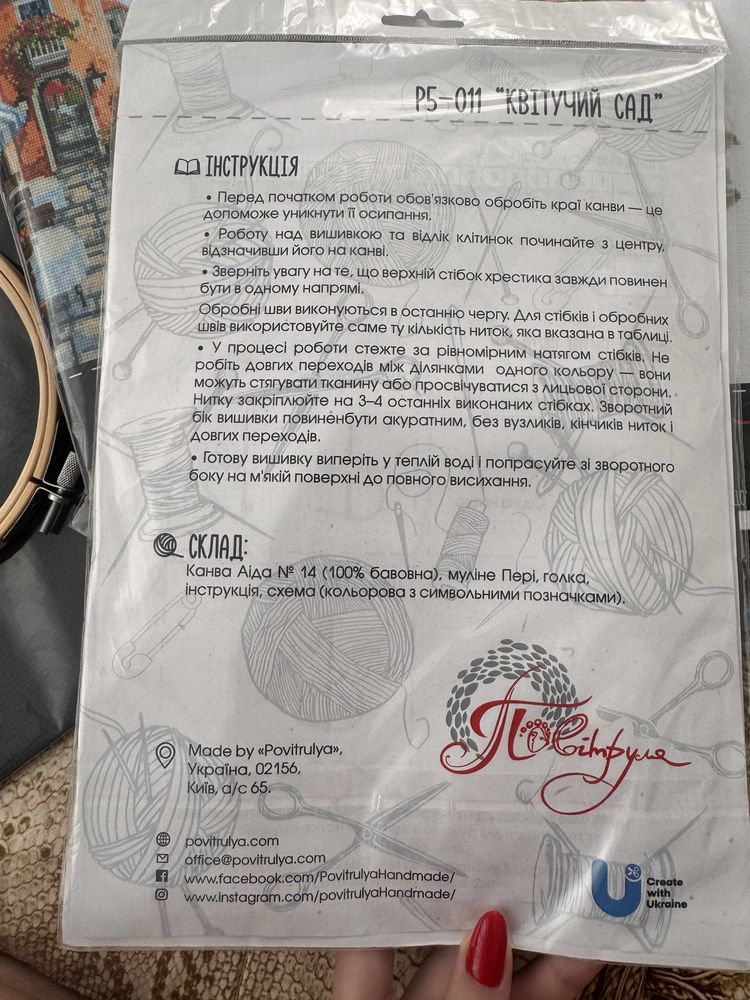 Р5-011 "КВІТУЧИЙ САД"
ІНСТРУКЦІЯ
• Перед початком роботи обов'язково обробіть краї канви — це
допоможе уникнути її осипання.
• Роботу над вишивкою та відлік клітинок починайте з центру,
відзначивши його на канві.
• Зверніть увагу на те, що верхній стібок хрестика завжди повинен
бути в одному напрямі.
Обробні шви виконуються в останню чергу. Для стібків і обробних
швів використовуйте саме ту кількість ниток, яка вказана в таблиці.
• У процесі роботи стежте за рівномірним натягом стібків. Не
робіть довгих переходів між ділянками одного кольору — вони
можуть стягувати тканину або просвічуватися з лицьової сторони.
Нитку закріплюйте на 3–4 останніх виконаних стібках. Зворотний
бік вишивки повиненбути акуратним, без вузликів, кінчиків ниток і
довгих переходів.
• Готову вишивку виперіть у теплій воді і попрасуйте зі зворотного
боку на м'якій поверхні до повного висихання.
СКЛАД:
Канва Аіда № 14 (100% бавовна), муліне Пері, голка,
інструкція, схема (кольорова з символьними позначками).
Повітруля
Made by «Povitrulya»,
Україна, 02156,
Київ, а/с 65.
povitrulya.com
office@povitrulya.com
www.facebook.com/PovitrulyaHandmade/
www.instagram.com/povitrulyaHandmade/
Create
with
Ukraine